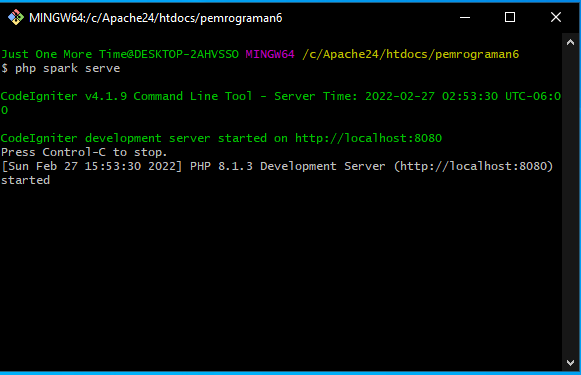 MINGW64:/c/Apache24/htdocs/pemrograman6
Just One More Time@DESKTOP-2AHVSSO MINGW64 /c/Apache24/htdocs/pemrograman6
$ php spark serve
CodeIgniter v4.1.9 Command Line Tool - Server Time: 2022-02-27 02:53:30 UTC-06:0
0
CodeIgniter development server started on http://localhost:8080
Press Control-C to stop.
[Sun Feb 27 15:53:30 2022] PHP 8.1.3 Development Server (http://localhost:8080)
started